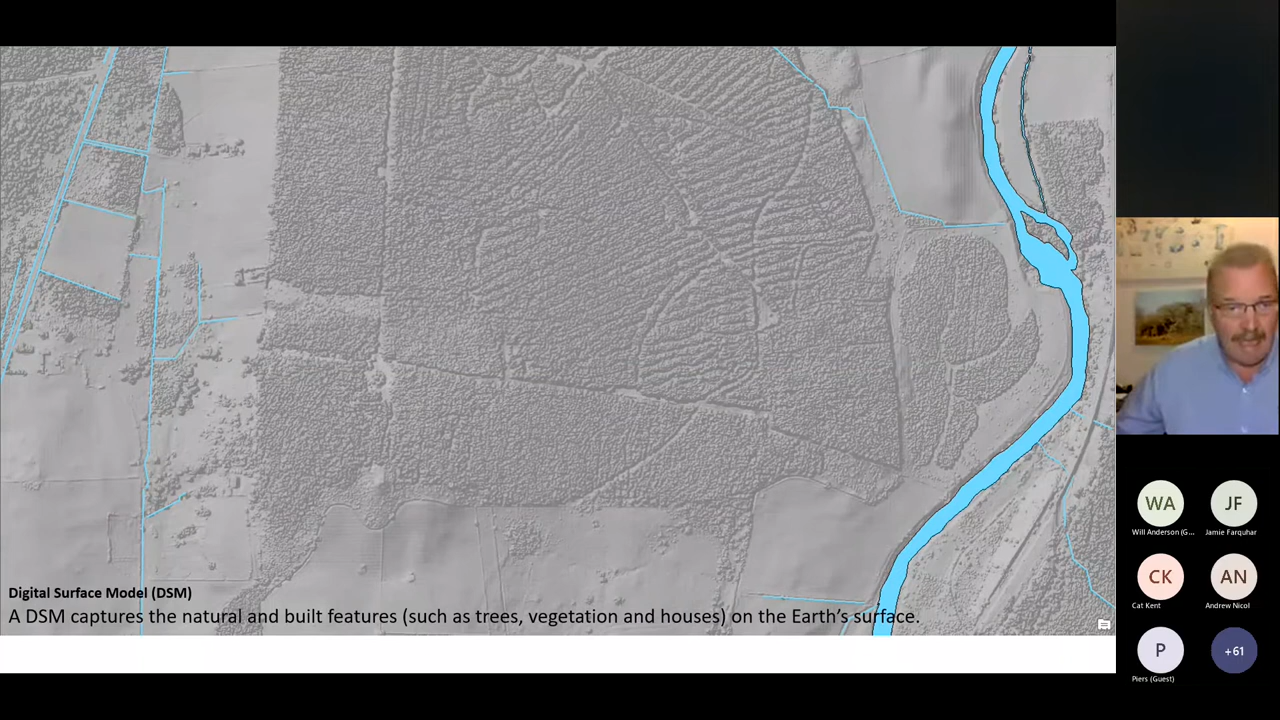 Digital Surface Model (DSM)
A DSM captures the natural and built features (such as trees, vegetation and houses) on the Earth's surface.
WA
JF
Will Anderson (G...
Jamie Farquhar
CK
AN
Cat Kent
Andrew Nicol
P
+61
Piers (Guest)